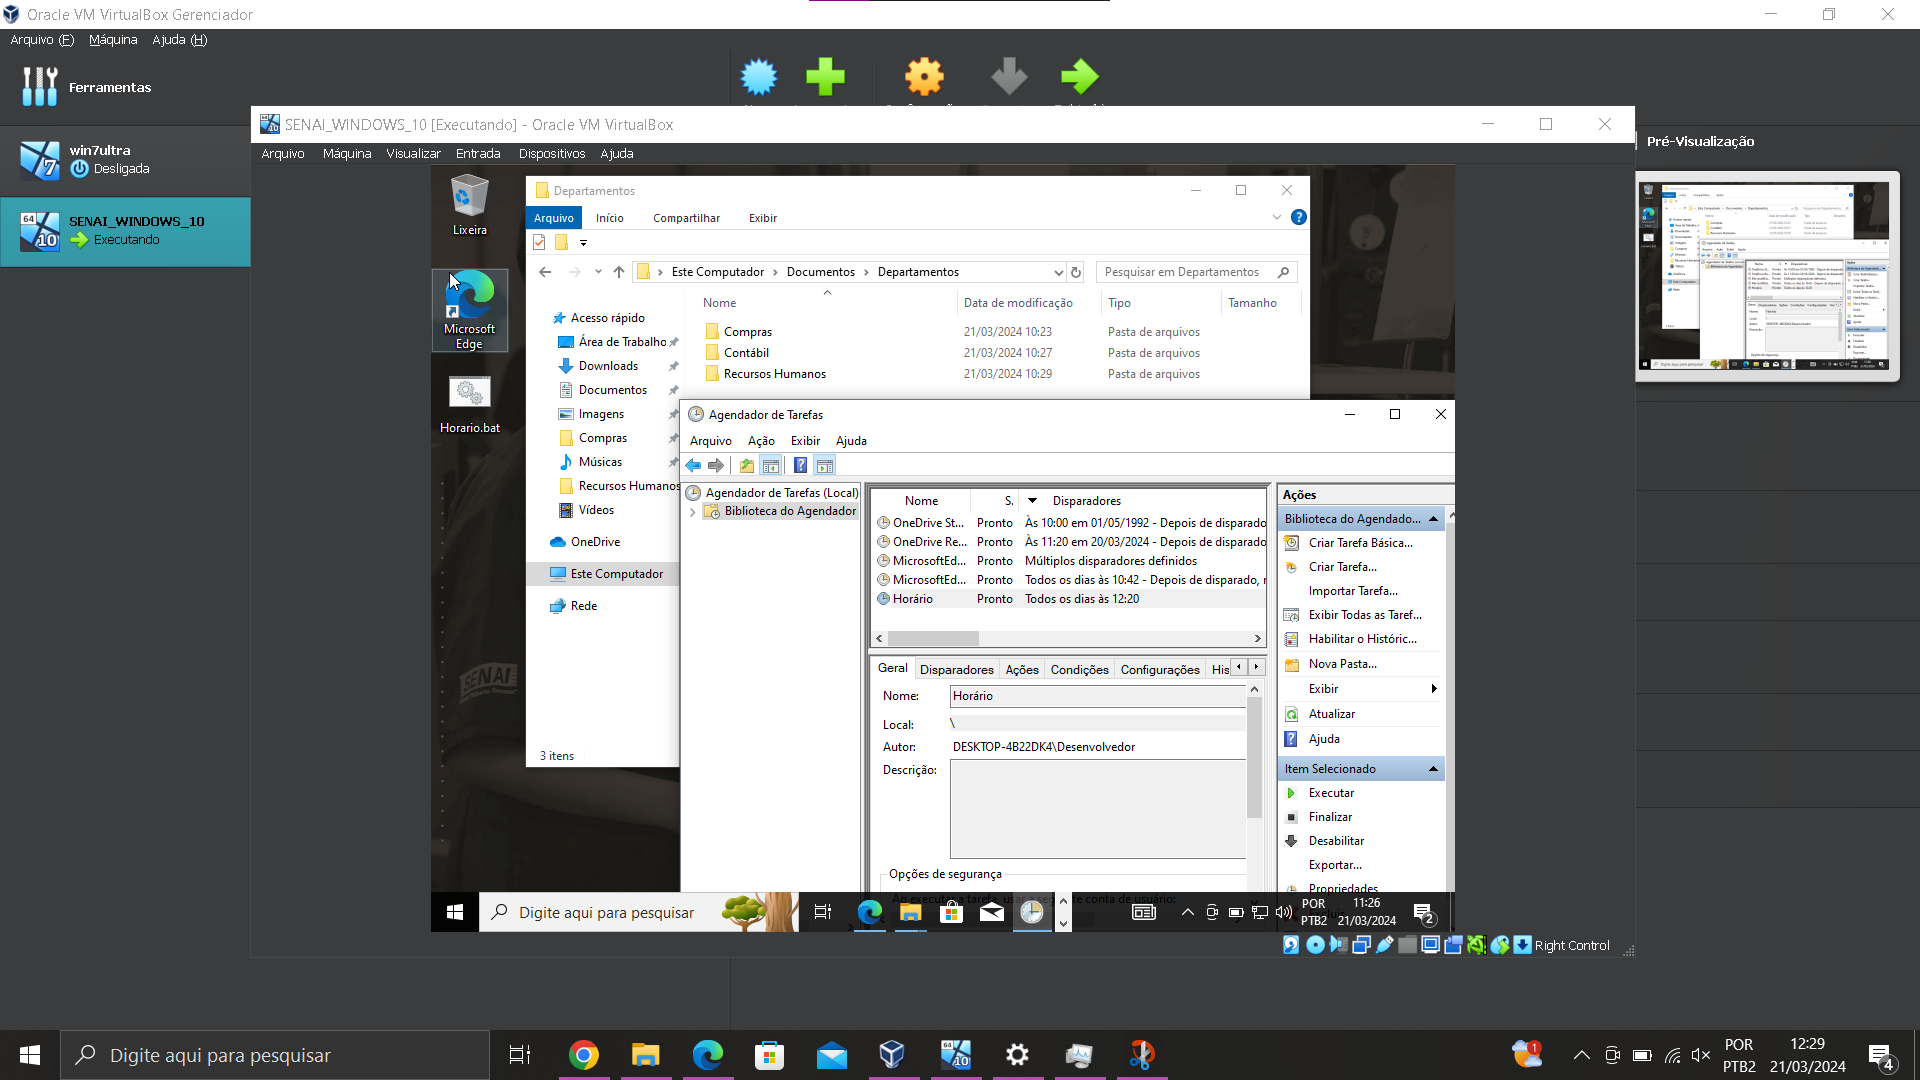 Oracle VM VirtualBox Gerenciador
Arquivo (F) Máquina Ajuda (H)
Ferramentas
win7ultra
Desligada
64
10
SENAI_WINDOWS_10
Executando
SENAI_WINDOWS_10 [Executando] - Oracle VM VirtualBox
Arquivo Máquina Visualizar Entrada Dispositivos Ajuda
Pré-Visualização
Lixeira
Microsoft
Edge
Horario.bat
Departamentos
Arquivo Início Compartilhar Exibir
Este Computador Documentos Departamentos
Pesquisar em Departamentos
Nome Data de modificação Tipo Tamanho
Compras 21/03/2024 10:23 Pasta de arquivos
Contábil 21/03/2024 10:27 Pasta de arquivos
Recursos Humanos 21/03/2024 10:29 Pasta de arquivos
Acesso rápido
Área de Trabalho
Downloads
Documentos
Imagens
Compras
Músicas
Recursos Humanos
Vídeos
OneDrive
Este Computador
Rede
3 itens
SENAI
Agendador de Tarefas
Arquivo Ação Exibir Ajuda
Agendador de Tarefas (Local)
Biblioteca do Agendador
Nome S. Disparadores
OneDrive St... Pronto Às 10:00 em 01/05/1992 - Depois de disparado
OneDrive Re... Pronto Às 11:20 em 20/03/2024 - Depois de disparado
MicrosoftEd... Pronto Múltiplos disparadores definidos
MicrosoftEd... Pronto Todos os dias às 10:42 - Depois de disparado, r
Horário Pronto Todos os dias às 12:20
Geral Disparadores Ações Condições Configurações His
Nome: Horário
Local: \
Autor: DESKTOP-4B22DK4\Desenvolvedor
Descrição:
Opções de segurança
Ações
Biblioteca do Agendado...
Criar Tarefa Básica...
Criar Tarefa...
Importar Tarefa...
Exibir Todas as Taref...
Habilitar o Históric...
Nova Pasta...
Exibir
Atualizar
Ajuda
Item Selecionado
Executar
Finalizar
Desabilitar
Exportar...
Propriedades
Digite aqui para pesquisar
POR
PTB2
11:26
21/03/2024
2
Right Control
Digite aqui para pesquisar
1
POR
PTB2
12:29
21/03/2024
4